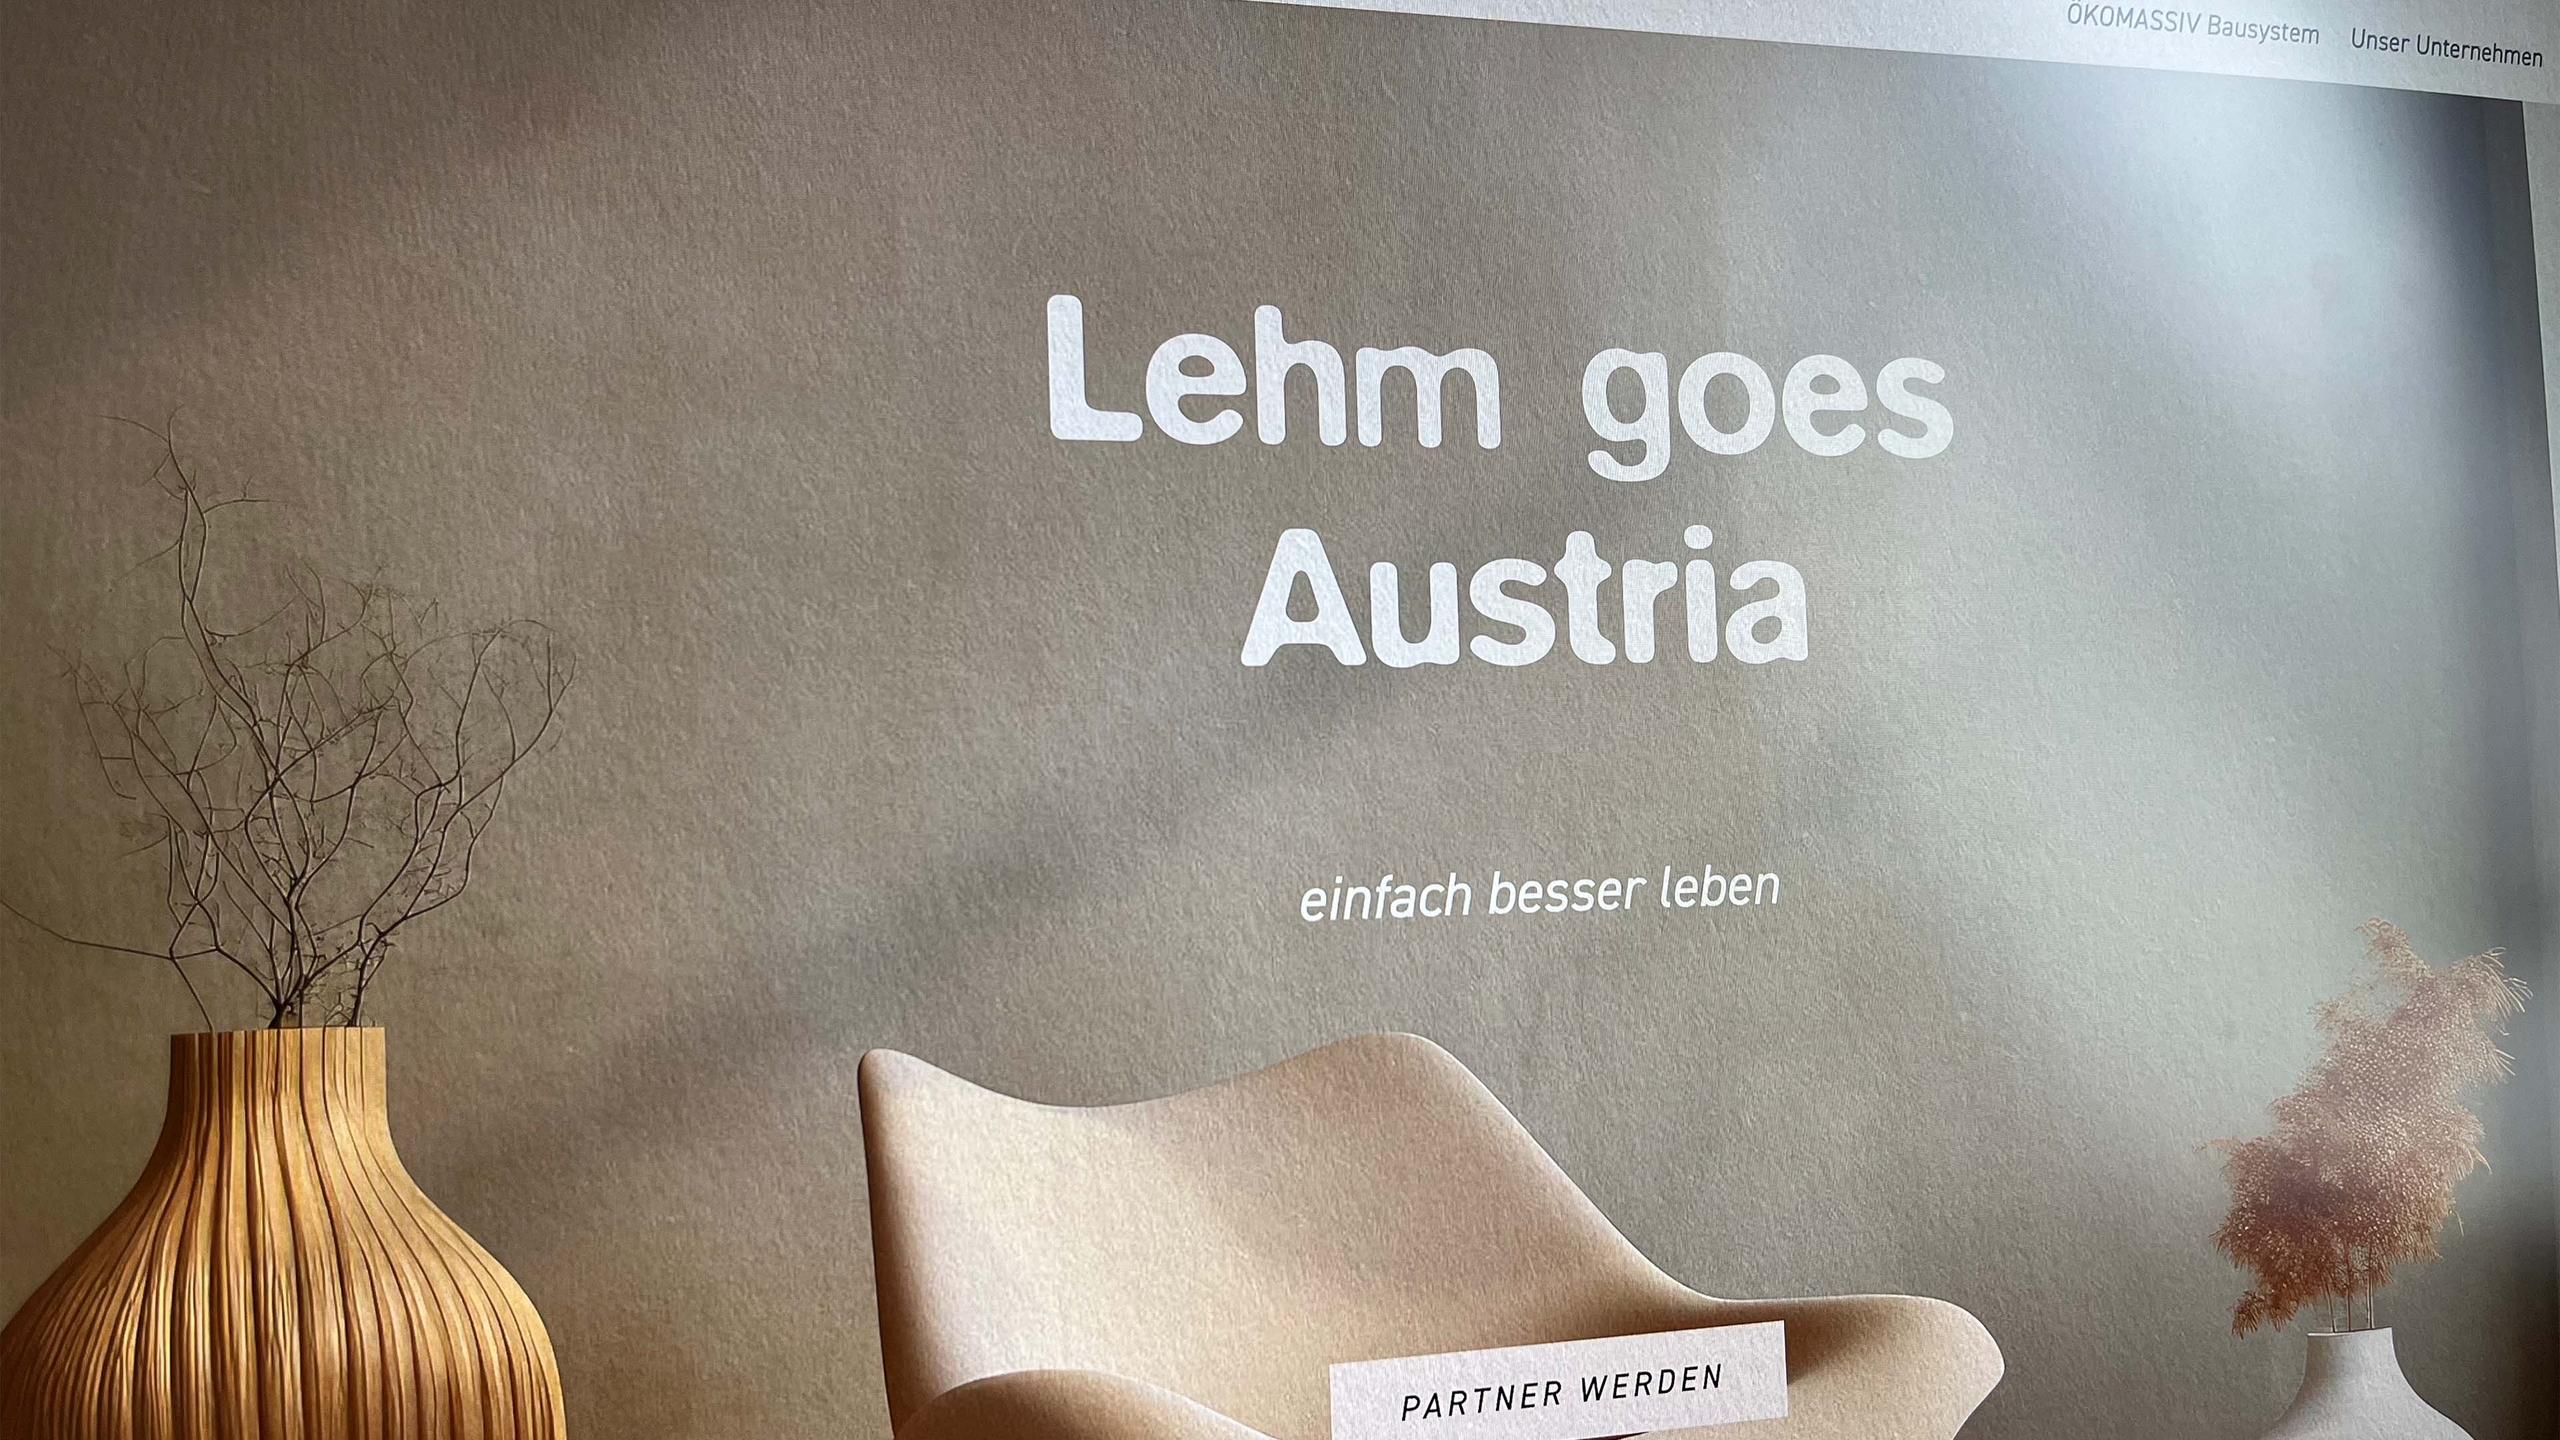 ÖKOMASSIV Bausystem Unser Unternehmen
Lehm goes
Austria
einfach besser leben
PARTNER WERDEN